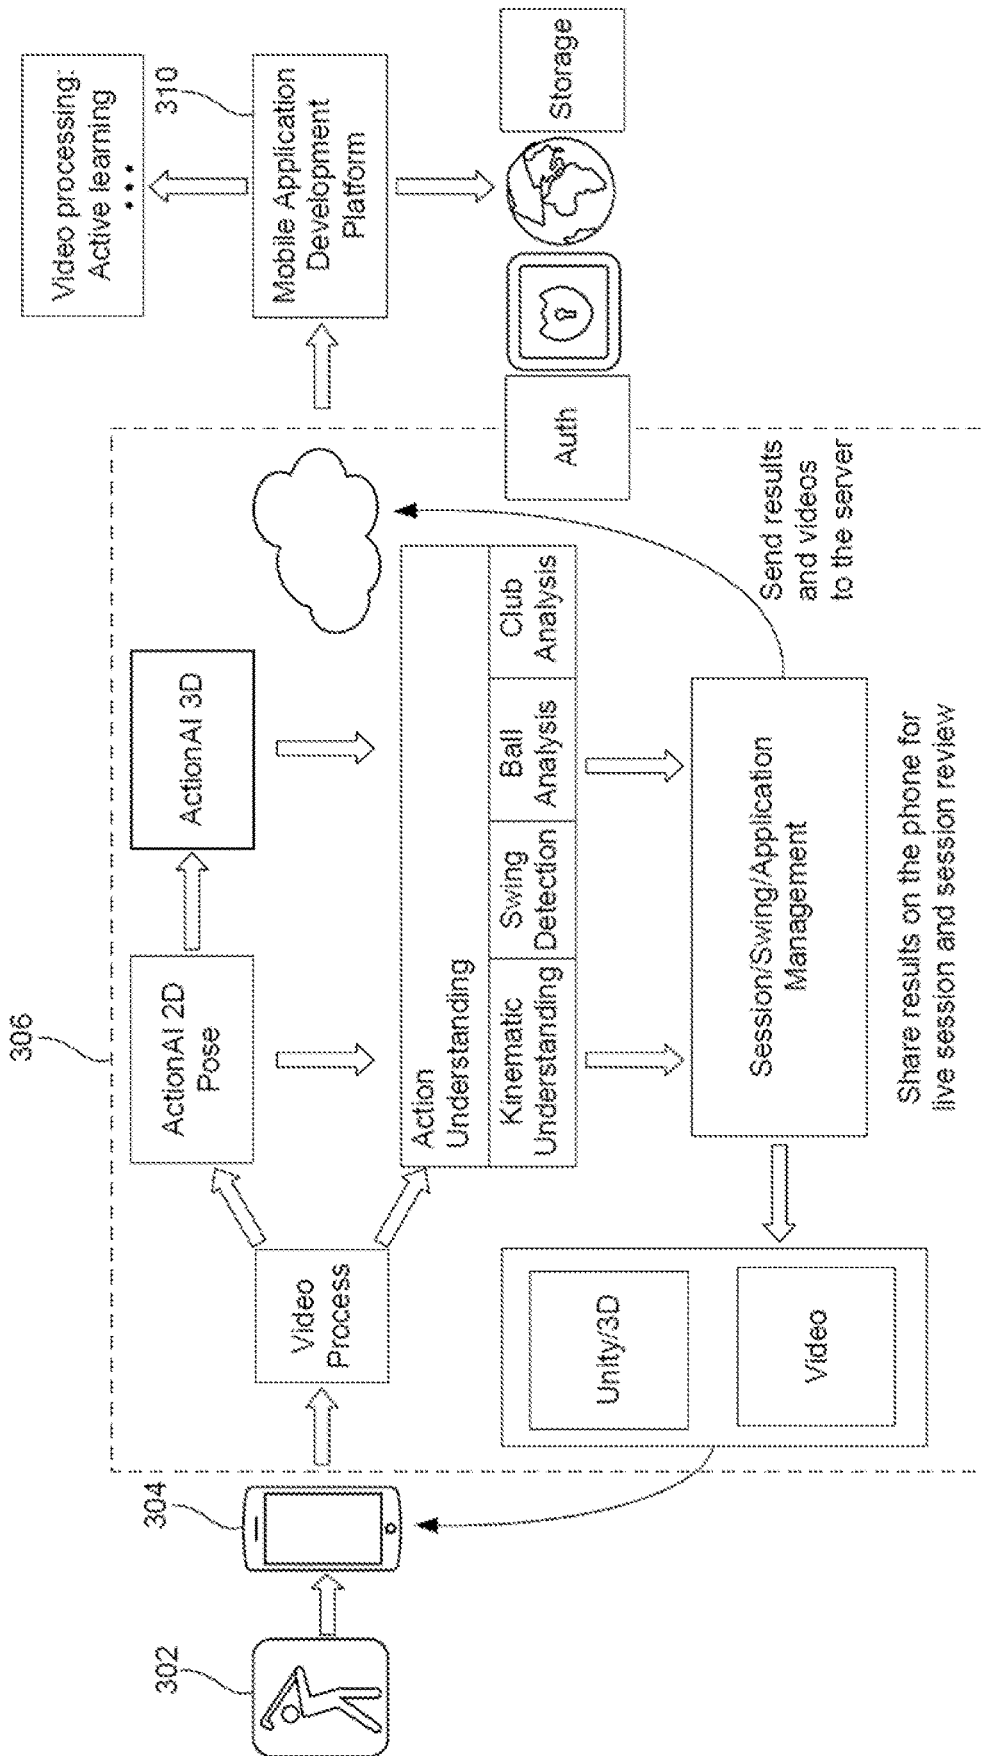 302
304
306
Video
Process
ActionAI 2D
Pose
ActionAI 3D
Action
Understanding
Kinematic
Understanding
Swing
Detection
Ball
Analysis
Club
Analysis
Unity/3D
Video
Session/Swing/Application
Management
Share results on the phone for
live session and session review
Send results
and videos
to the server
310
Video processing:
Active learning
...
Mobile Application
Development
Platform
Auth
Storage